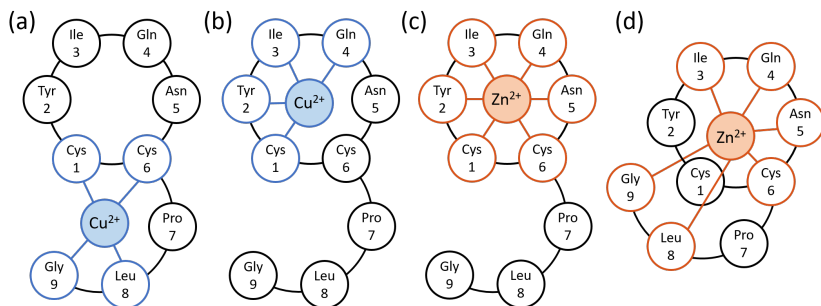 (a)
Ile
3
Gln
4
Tyr
2
Asn
5
Cys
1
Cys
6
Cu²⁺
Pro
7
Gly
9
Leu
8
(b)
Ile
3
Gln
4
Tyr
2
Cu²⁺
Asn
5
Cys
1
Cys
6
Pro
7
Gly
9
Leu
8
(c)
Ile
3
Gln
4
Tyr
2
Zn²⁺
Asn
5
Cys
1
Cys
6
Pro
7
Gly
9
Leu
8
(d)
Ile
3
Gln
4
Tyr
2
Asn
5
Zn²⁺
Gly
9
Cys
1
Cys
6
Leu
8
Pro
7